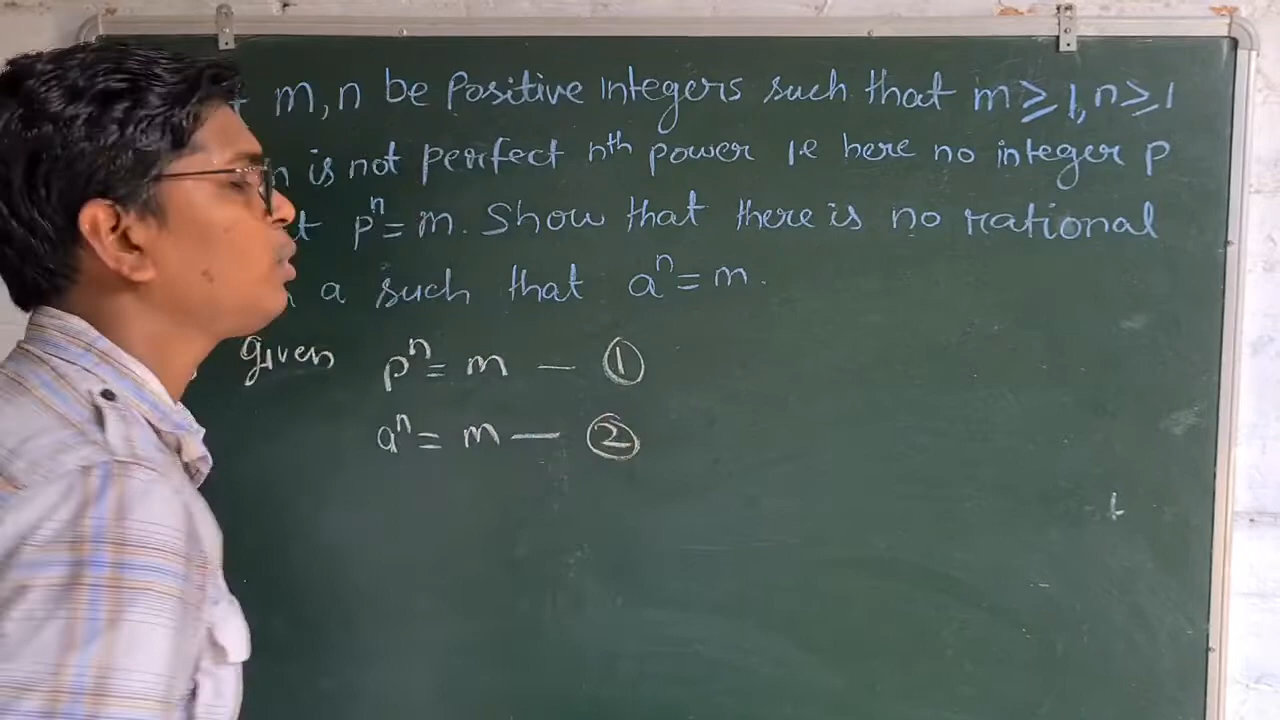 m, n be Positive Integers such that m ≥ 1, n ≥ 1
is not perfect nth power i.e here no integer p
pⁿ = m. Show that there is no rational
a such that aⁿ = m.
given pⁿ = m — ①
aⁿ = m — ②